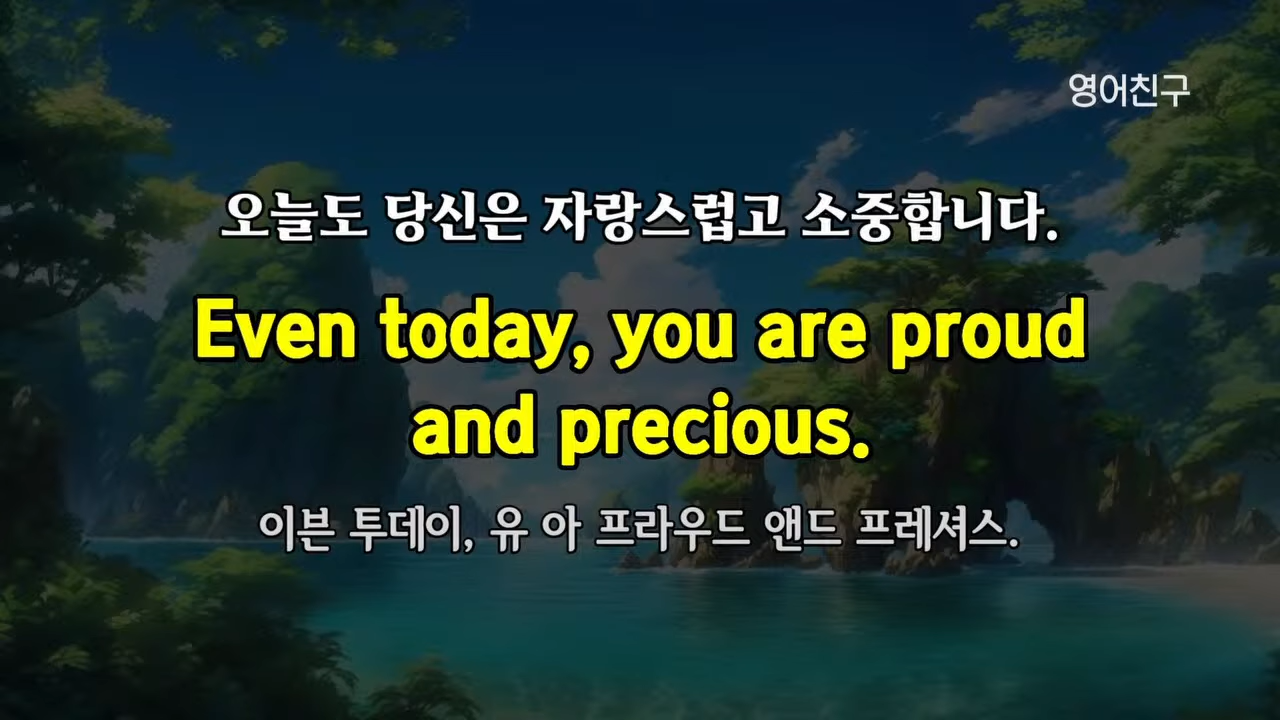 영어친구
오늘도 당신은 자랑스럽고 소중합니다.
Even today, you are proud
and precious.
이븐 투데이, 유 아 프라우드 앤드 프레셔스.